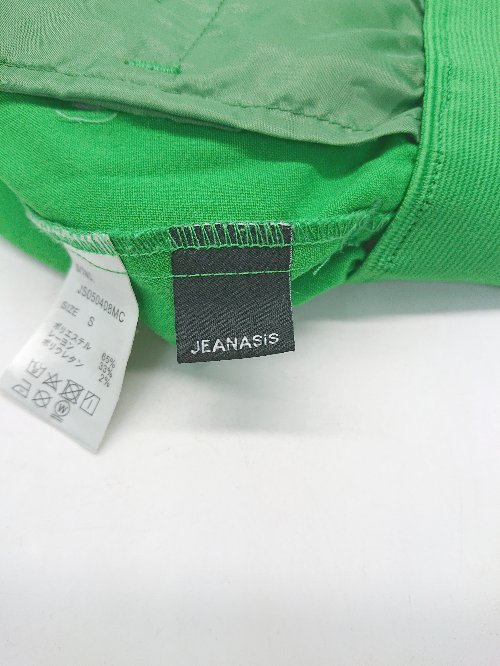 JS050408MC
SIZE S
ポリエステル 65%
レーヨン 33%
ポリウレタン 2%
W
JEANASIS